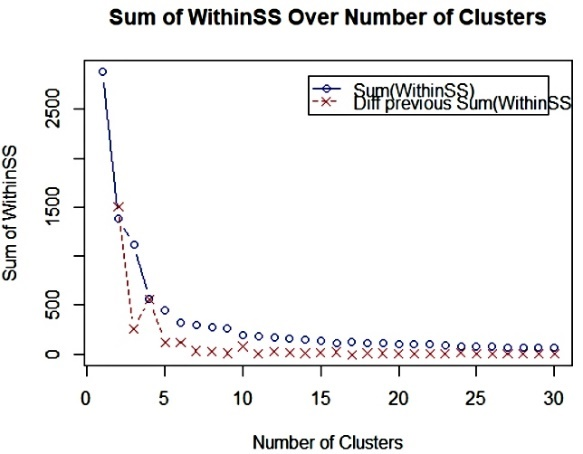 Sum of WithinSS Over Number of Clusters
Sum of WithinSS
2500
1500
500
0
Sum(WithinSS)
Diff previous Sum(WithinSS
0 5 10 15 20 25 30
Number of Clusters